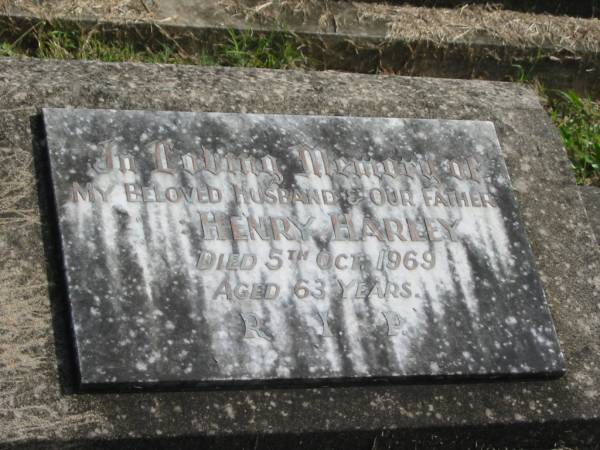 In Loving Memory of
MY BELOVED HUSBAND & OUR FATHER
HENRY HARLEY
DIED 5TH OCT. 1969
AGED 63 YEARS.
R I P